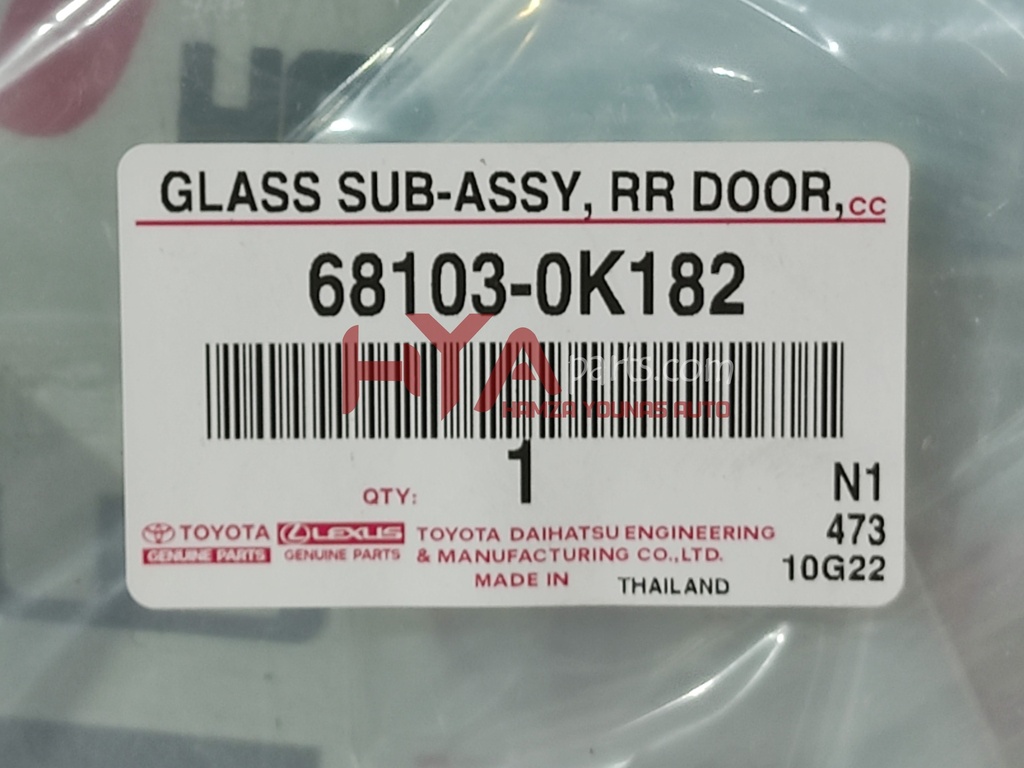 GLASS SUB-ASSY, RR DOOR, CC
68103-0K182
HYA parts.com
HAMZA YOUNAS AUTO
QTY: 1
N1
473
10G22
TOYOTA
GENUINE PARTS
LEXUS
GENUINE PARTS
TOYOTA DAIHATSU ENGINEERING
& MANUFACTURING CO.,LTD.
MADE IN THAILAND